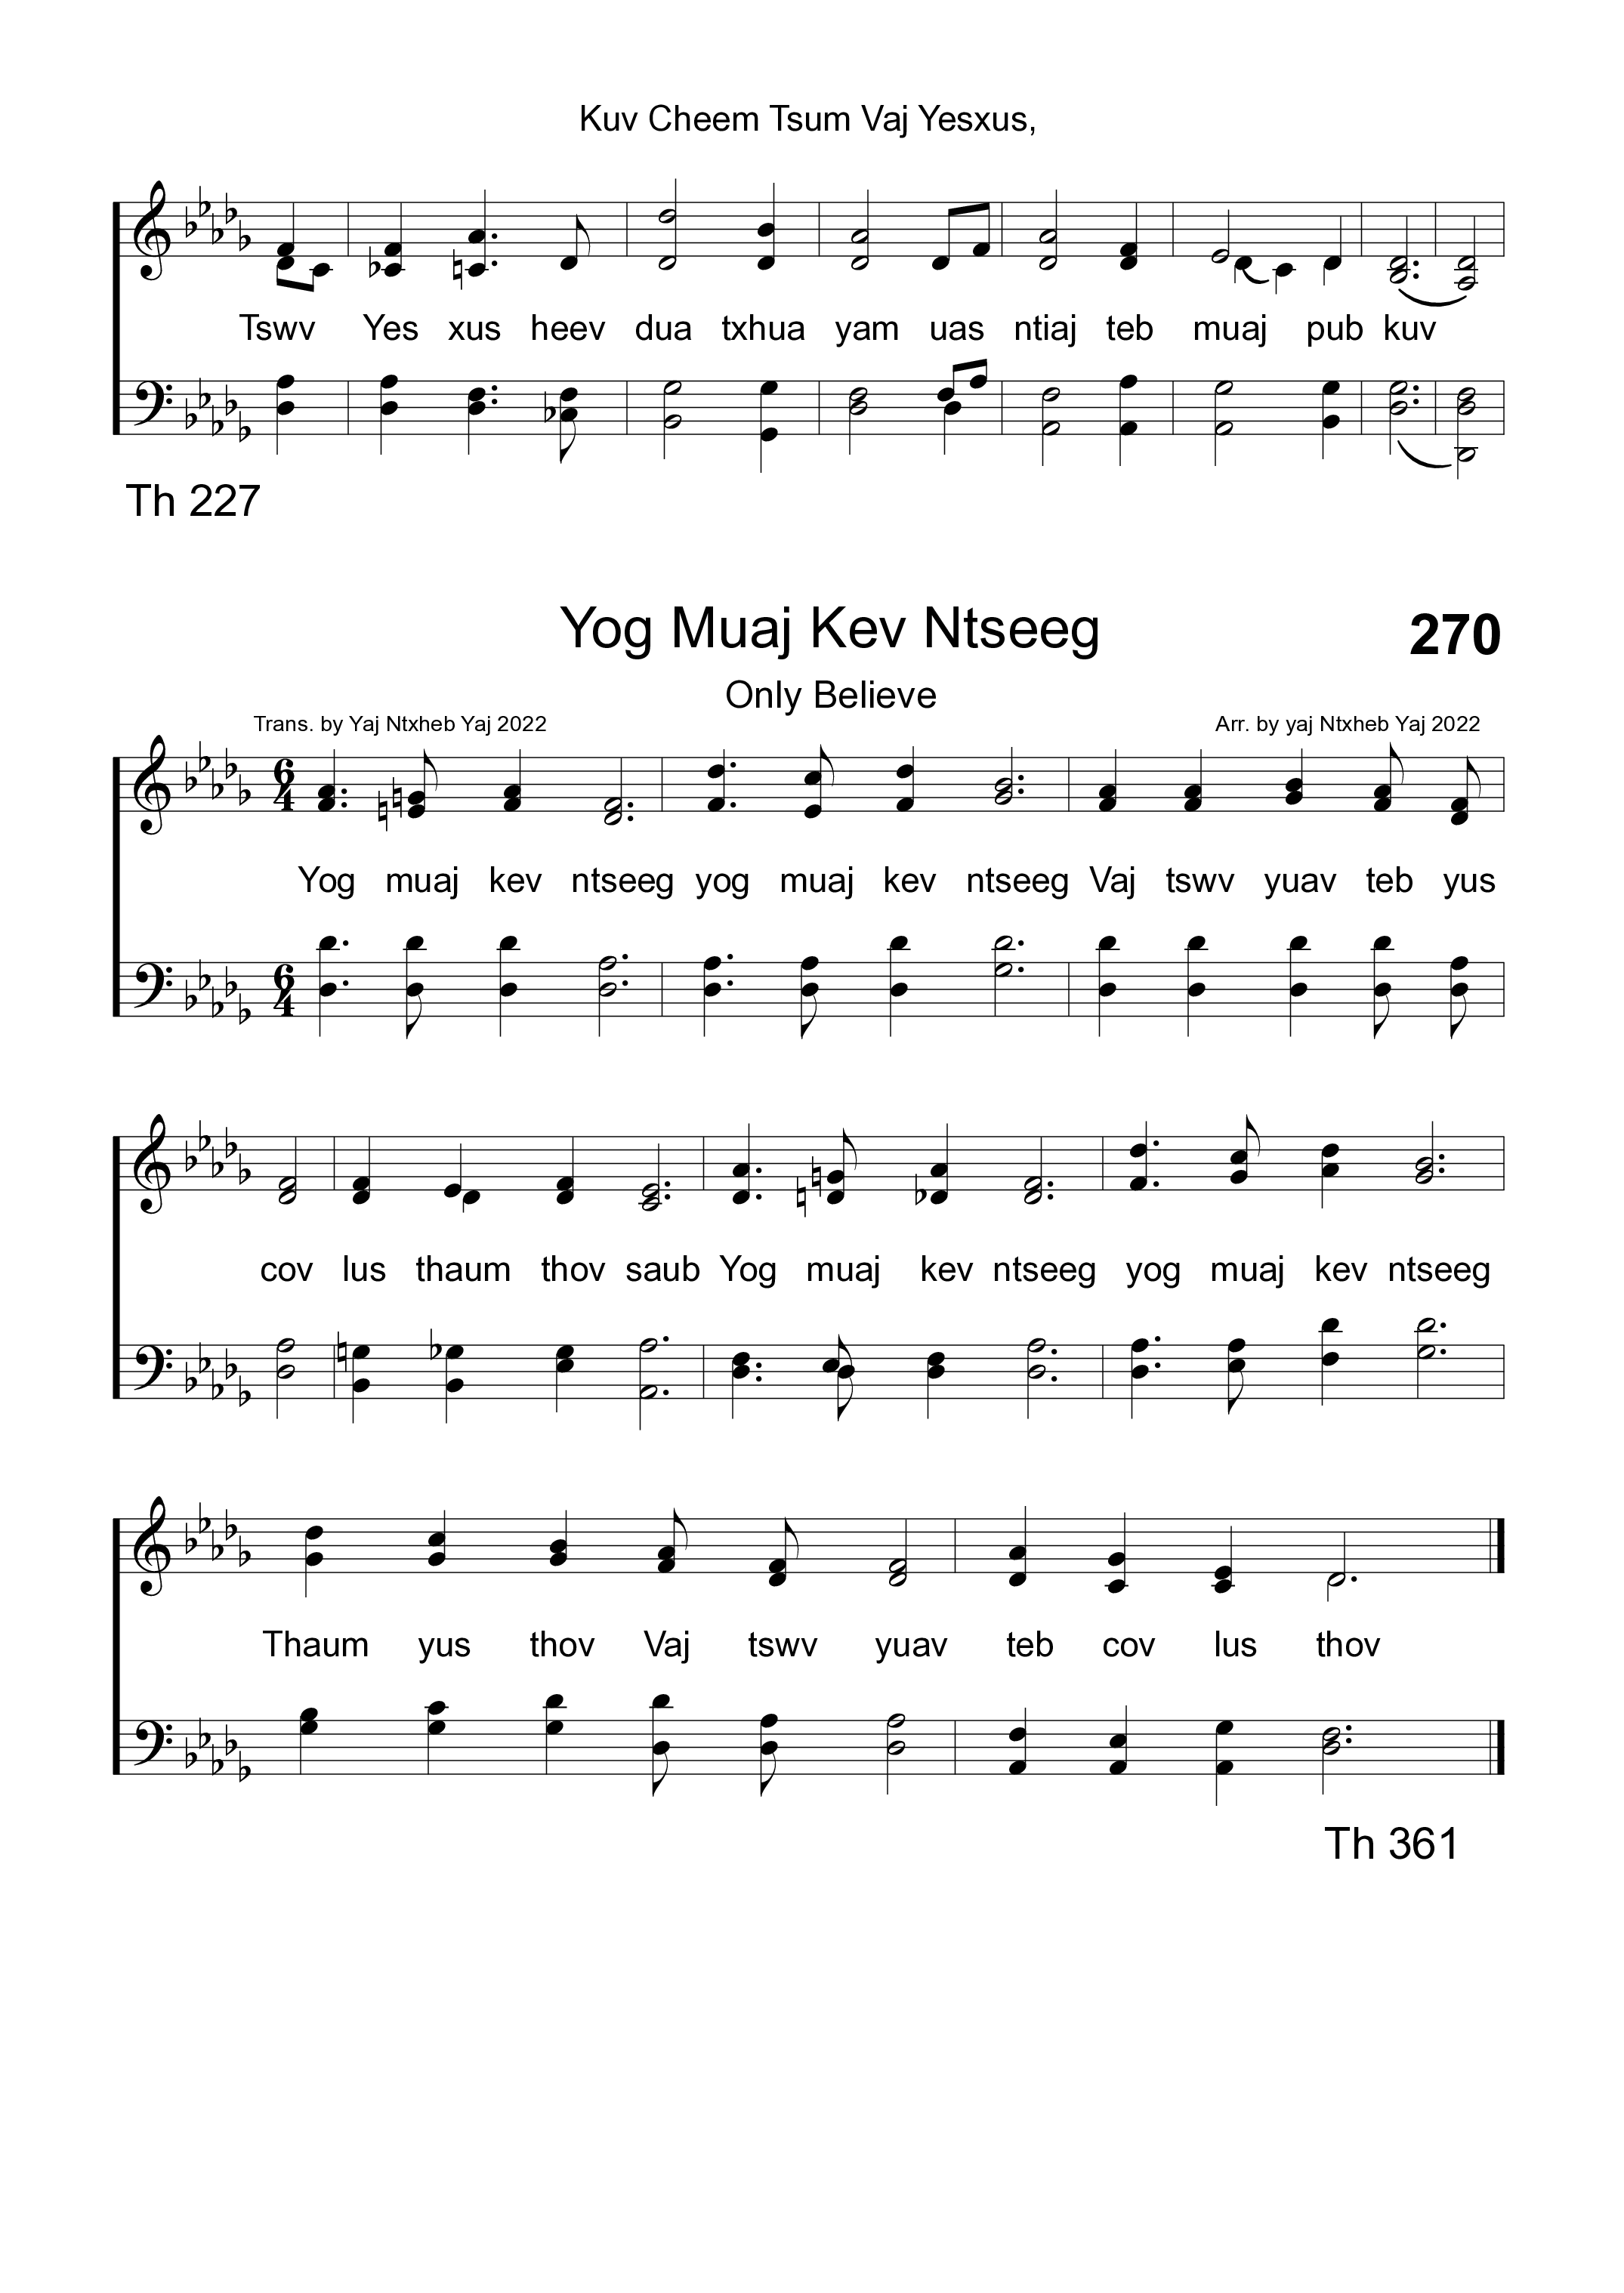 Kuv Cheem Tsum Vaj Yesxus,
Tswv Yes xus heev dua txhua yam uas ntiaj teb muaj pub kuv
Th 227
Yog Muaj Kev Ntseeg 270
Only Believe
Trans. by Yaj Ntxheb Yaj 2022 Arr. by yaj Ntxheb Yaj 2022
6 4
Yog muaj kev ntseeg yog muaj kev ntseeg Vaj tswv yuav teb yus
6 4
cov lus thaum thov saub Yog muaj kev ntseeg yog muaj kev ntseeg
Thaum yus thov Vaj tswv yuav teb cov lus thov
Th 361